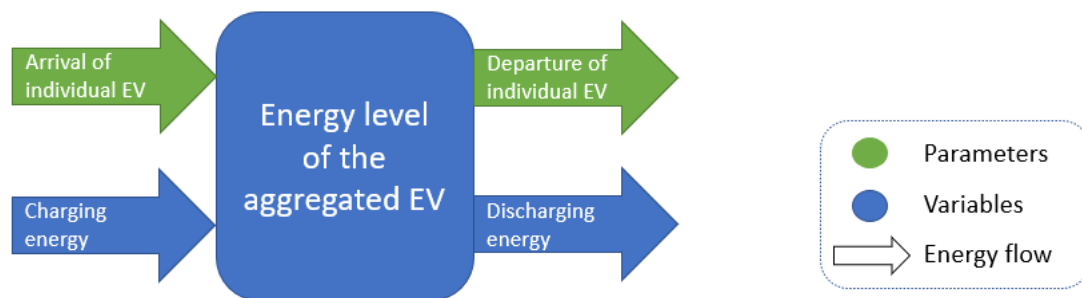 Arrival of
individual EV
Charging
energy
Energy level
of the
aggregated EV
Departure of
individual EV
Discharging
energy
Parameters
Variables
Energy flow